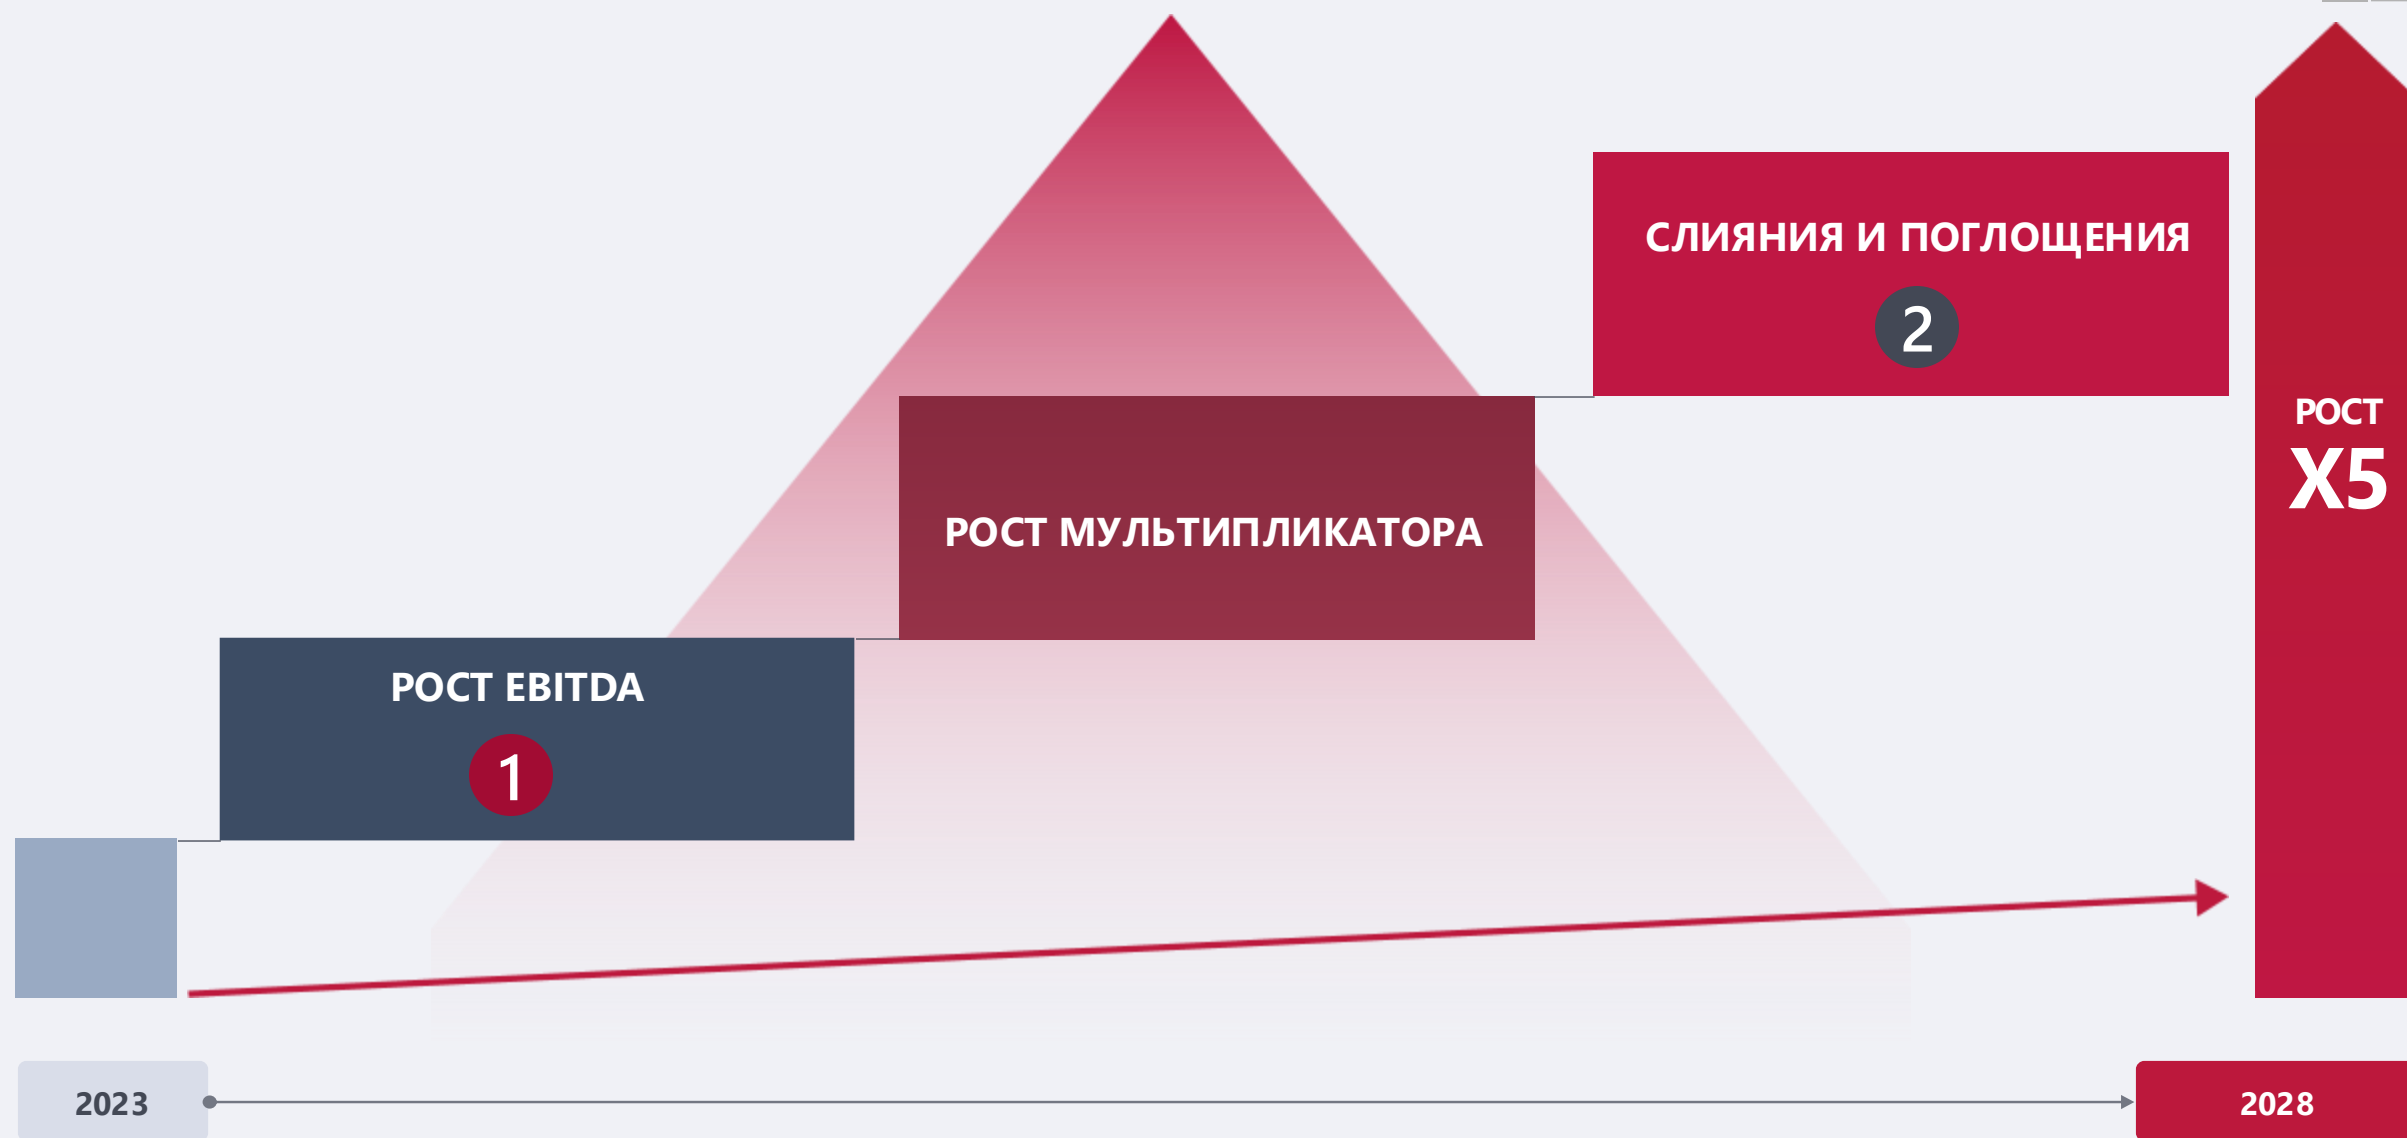 СЛИЯНИЯ И ПОГЛОЩЕНИЯ
2
РОСТ
X5
РОСТ МУЛЬТИПЛИКАТОРА
РОСТ EBITDA
1
2023
2028